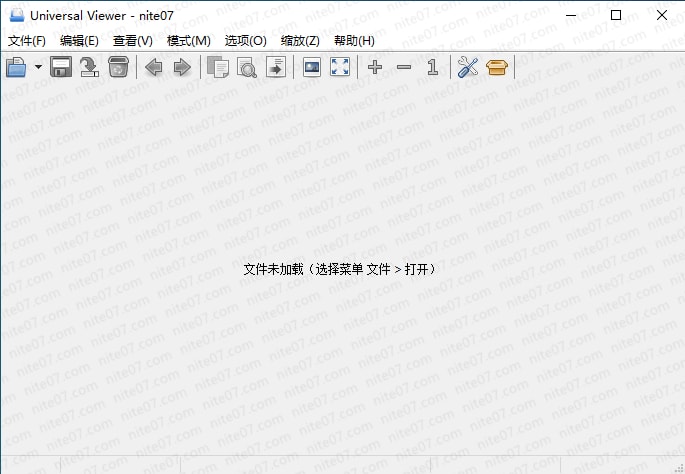 Universal Viewer - nite07
文件(F) 编辑(E) 查看(V) 模式(M) 选项(O) 缩放(Z) 帮助(H)
1
文件未加载（选择菜单 文件 > 打开）
nite07.com